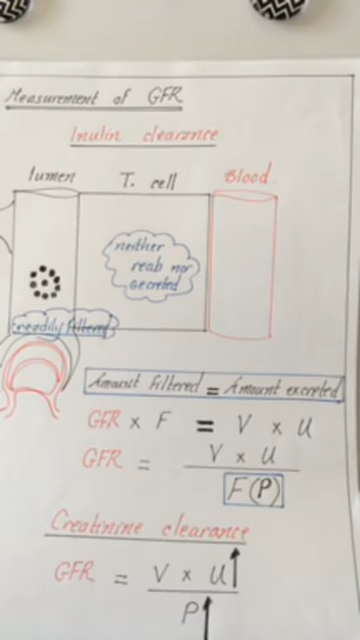 Measurement of GFR
Inulin clearance
lumen T. cell Blood
neither
reab nor
secreted
readily filtered
Amount filtered = Amount excreted
GFR x F = V x U
GFR = V x U
F(P)
Creatinine clearance
GFR = V x U↑
P↑